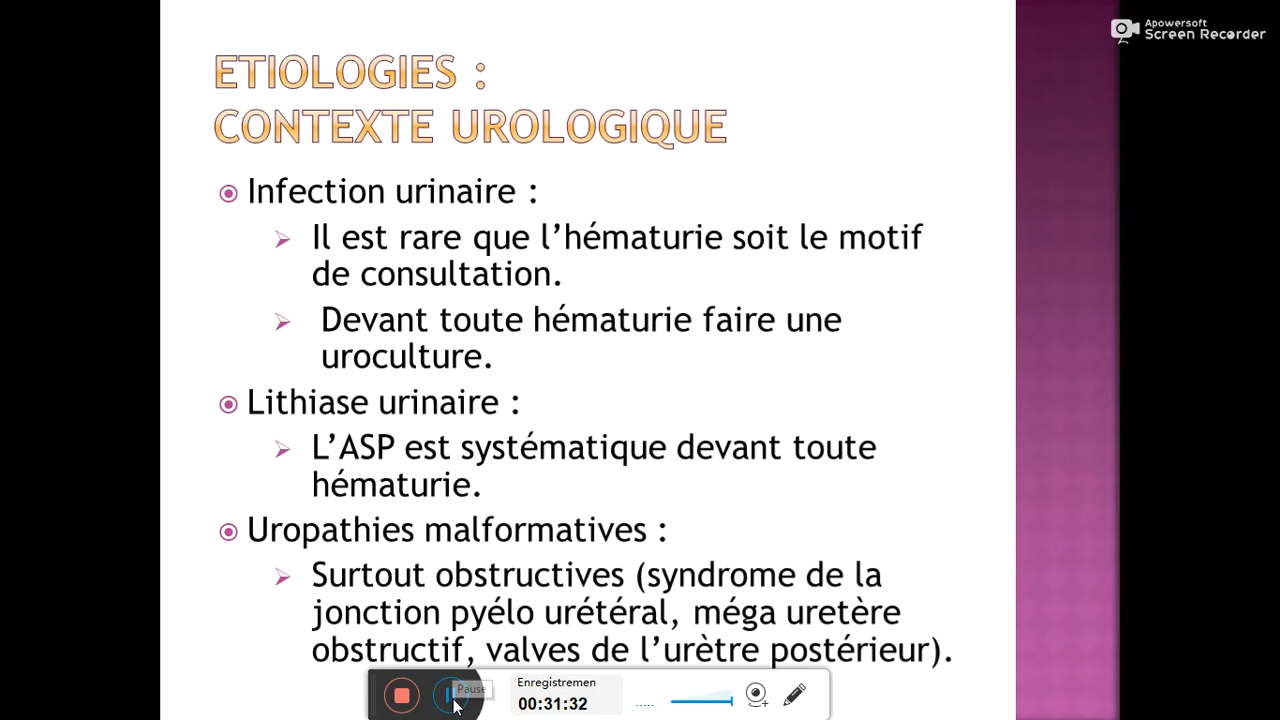 Apowersoft
Screen Recorder
ETIOLOGIES :
CONTEXTE UROLOGIQUE
Infection urinaire :
Il est rare que l’hématurie soit le motif
de consultation.
Devant toute hématurie faire une
uroculture.
Lithiase urinaire :
L’ASP est systématique devant toute
hématurie.
Uropathies malformatives :
Surtout obstructives (syndrome de la
jonction pyélo urétéral, méga uretère
obstructif, valves de l’urètre postérieur).
Pause
Enregistremen
00:31:32